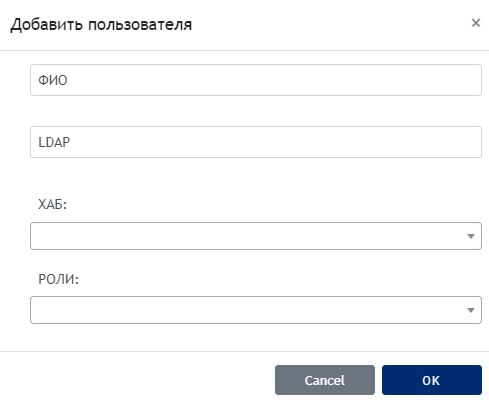 Добавить пользователя ×
ФИО
LDAP
ХАБ:
РОЛИ:
Cancel OK